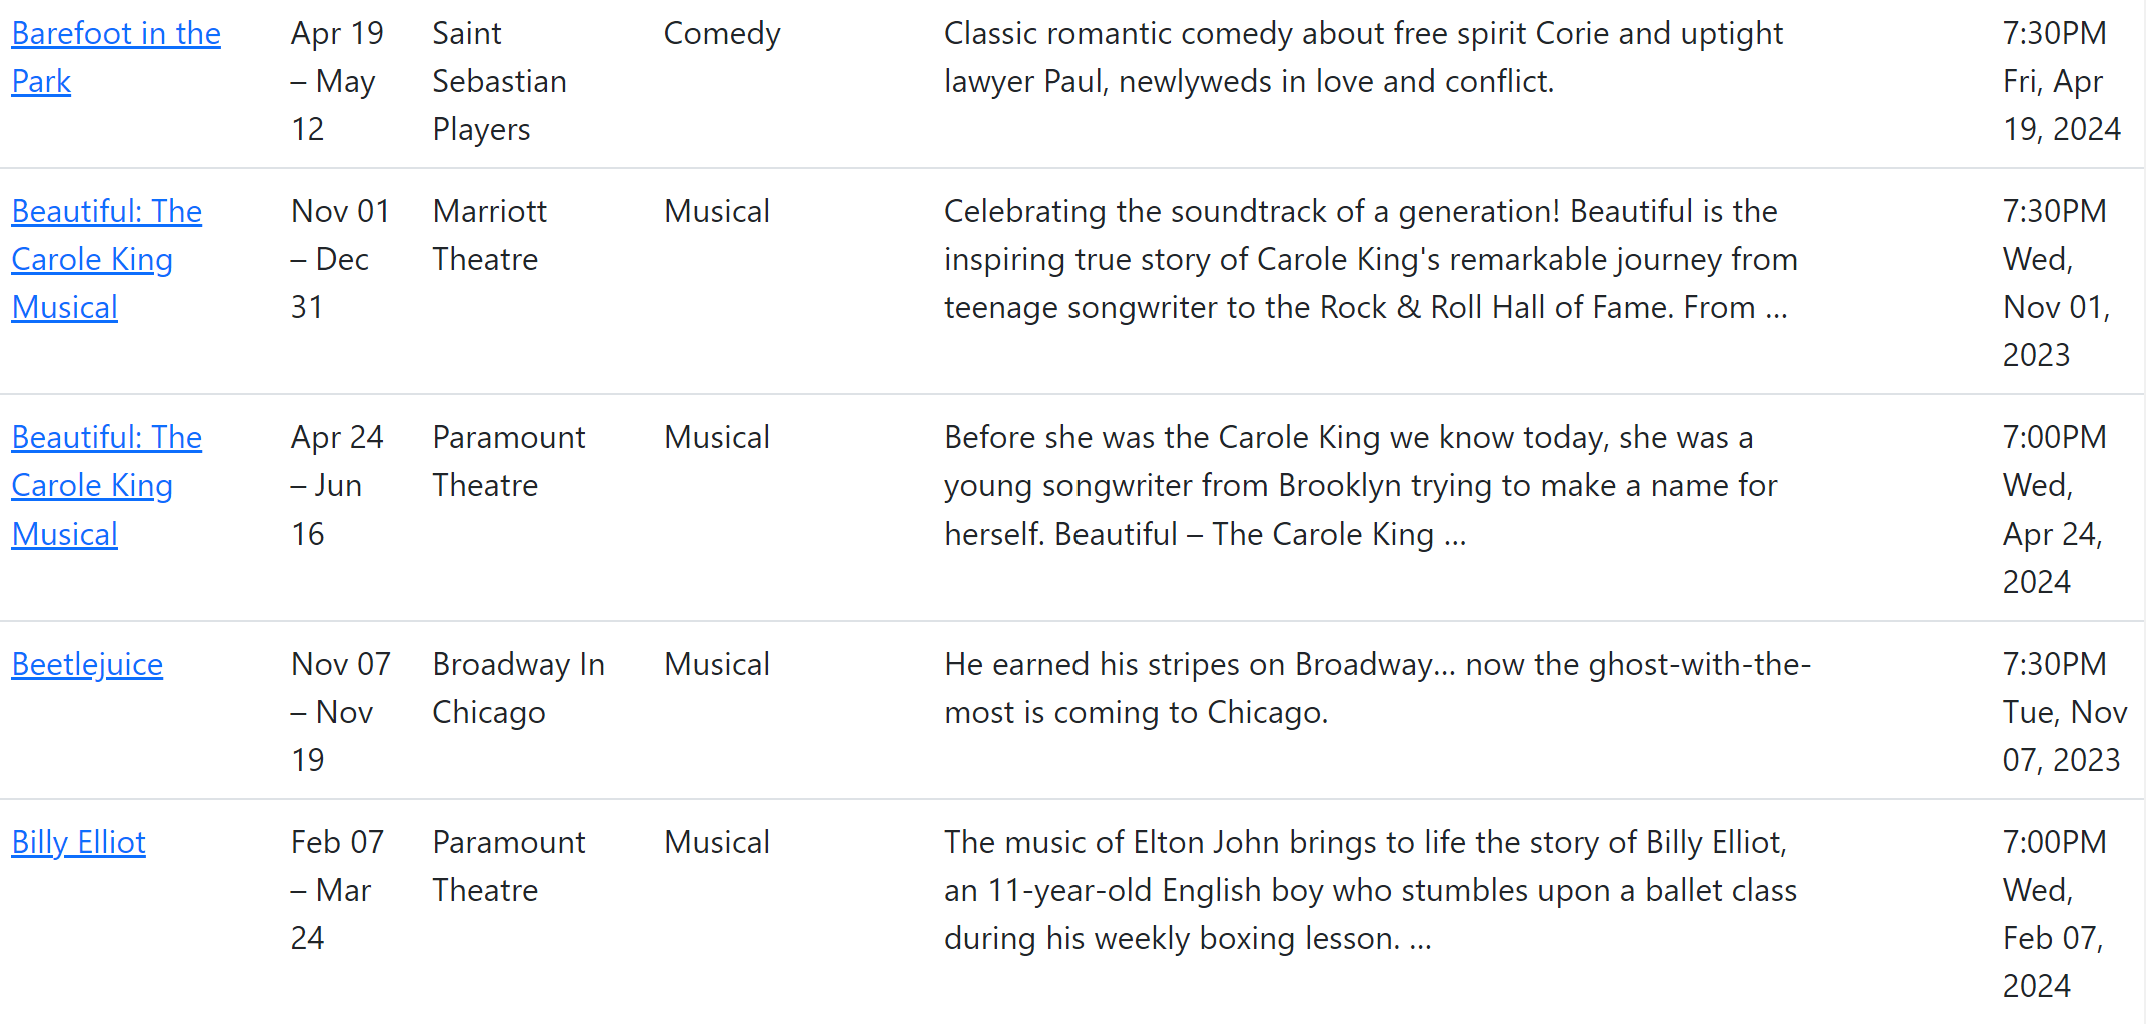 Barefoot in the
Park
Apr 19
– May
12
Saint
Sebastian
Players
Comedy
Classic romantic comedy about free spirit Corie and uptight
lawyer Paul, newlyweds in love and conflict.
7:30PM
Fri, Apr
19, 2024
Beautiful: The
Carole King
Musical
Nov 01
– Dec
31
Marriott
Theatre
Musical
Celebrating the soundtrack of a generation! Beautiful is the
inspiring true story of Carole King's remarkable journey from
teenage songwriter to the Rock & Roll Hall of Fame. From ...
7:30PM
Wed,
Nov 01,
2023
Beautiful: The
Carole King
Musical
Apr 24
– Jun
16
Paramount
Theatre
Musical
Before she was the Carole King we know today, she was a
young songwriter from Brooklyn trying to make a name for
herself. Beautiful – The Carole King ...
7:00PM
Wed,
Apr 24,
2024
Beetlejuice
Nov 07
– Nov
19
Broadway In
Chicago
Musical
He earned his stripes on Broadway... now the ghost-with-the-
most is coming to Chicago.
7:30PM
Tue, Nov
07, 2023
Billy Elliot
Feb 07
– Mar
24
Paramount
Theatre
Musical
The music of Elton John brings to life the story of Billy Elliot,
an 11-year-old English boy who stumbles upon a ballet class
during his weekly boxing lesson. ...
7:00PM
Wed,
Feb 07,
2024